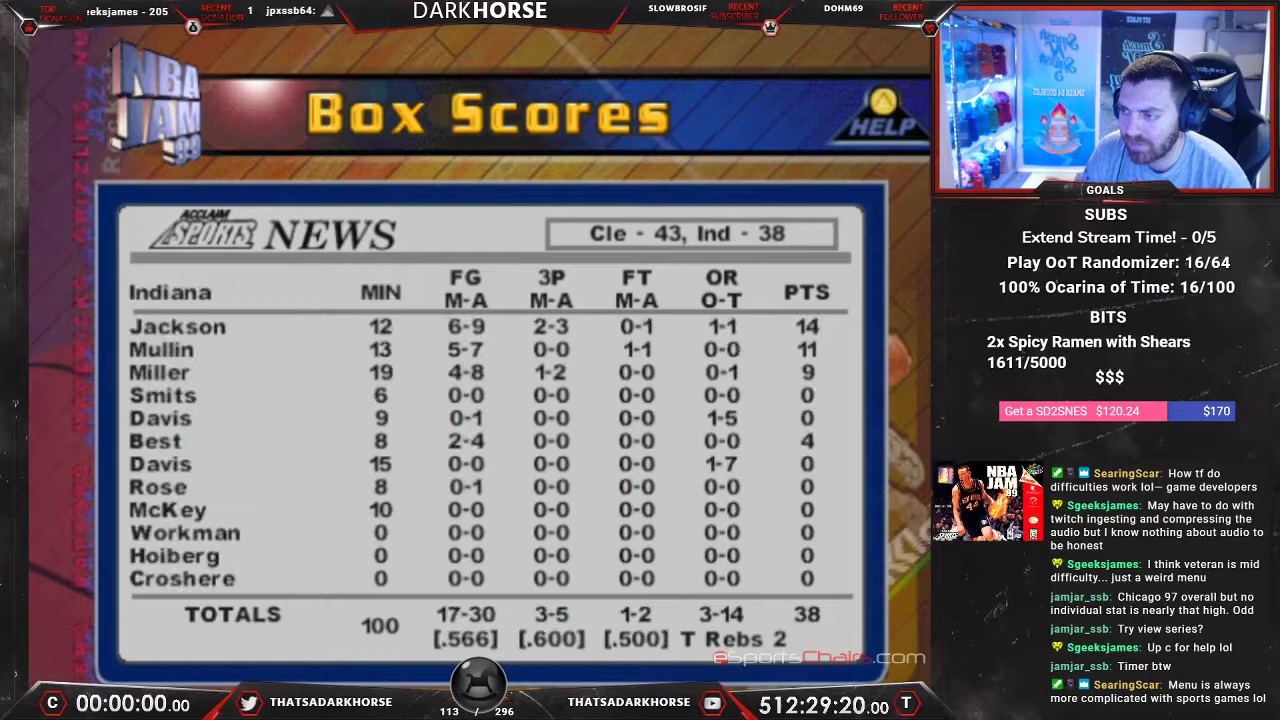 TOP
DONATION
eeksjames - 205
RECENT
DONATION
1
jpxssb64:
DARKHORSE
SLOWBROSIF
RECENT
SUBSCRIBER
DOHM69
RECENT
FOLLOWER
NBA
JAM
99
Box Scores
HELP
ACCLAIM
SPORTS NEWS
Cle - 43, Ind - 38
Indiana MIN FG M-A 3P M-A FT M-A OR O-T PTS
Jackson 12 6-9 2-3 0-1 1-1 14
Mullin 13 5-7 0-0 1-1 0-0 11
Miller 19 4-8 1-2 0-0 0-1 9
Smits 6 0-0 0-0 0-0 0-0 0
Davis 9 0-1 0-0 0-0 1-5 0
Best 8 2-4 0-0 0-0 0-0 4
Davis 15 0-0 0-0 0-0 1-7 0
Rose 8 0-1 0-0 0-0 0-0 0
McKey 10 0-0 0-0 0-0 0-0 0
Workman 0 0-0 0-0 0-0 0-0 0
Hoiberg 0 0-0 0-0 0-0 0-0 0
Croshere 0 0-0 0-0 0-0 0-0 0
TOTALS 100 17-30 3-5 1-2 3-14 38
[.566] [.600] [.500] T Rebs 2
eSportsChairs.com
GOALS
SUBS
Extend Stream Time! - 0/5
Play OoT Randomizer: 16/64
100% Ocarina of Time: 16/100
BITS
2x Spicy Ramen with Shears
1611/5000
$$$
Get a SD2SNES $120.24 $170
NBA
JAM
99
SearingScar: How tf do
difficulties work lol— game developers
Sgeeksjames: May have to do with
twitch ingesting and compressing the
audio but I know nothing about audio to
be honest
Sgeeksjames: I think veteran is mid
difficulty... just a weird menu
jamjar_ssb: Chicago 97 overall but no
individual stat is nearly that high. Odd
jamjar_ssb: Try view series?
Sgeeksjames: Up c for help lol
jamjar_ssb: Timer btw
SearingScar: Menu is always
more complicated with sports games lol
C 00:00:00.00
THATSADARKHORSE
113 / 296
THATSADARKHORSE
512:29:20.00 T